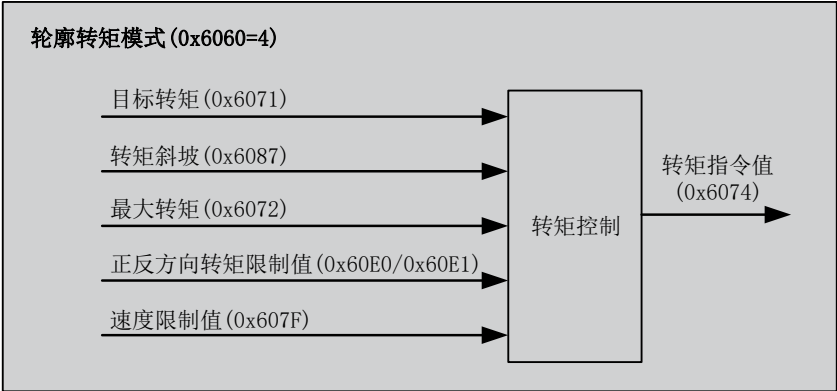 轮廓转矩模式(0x6060=4)
目标转矩(0x6071)
转矩斜坡(0x6087)
最大转矩(0x6072)
正反方向转矩限制值(0x60E0/0x60E1)
速度限制值(0x607F)
转矩控制
转矩指令值
(0x6074)